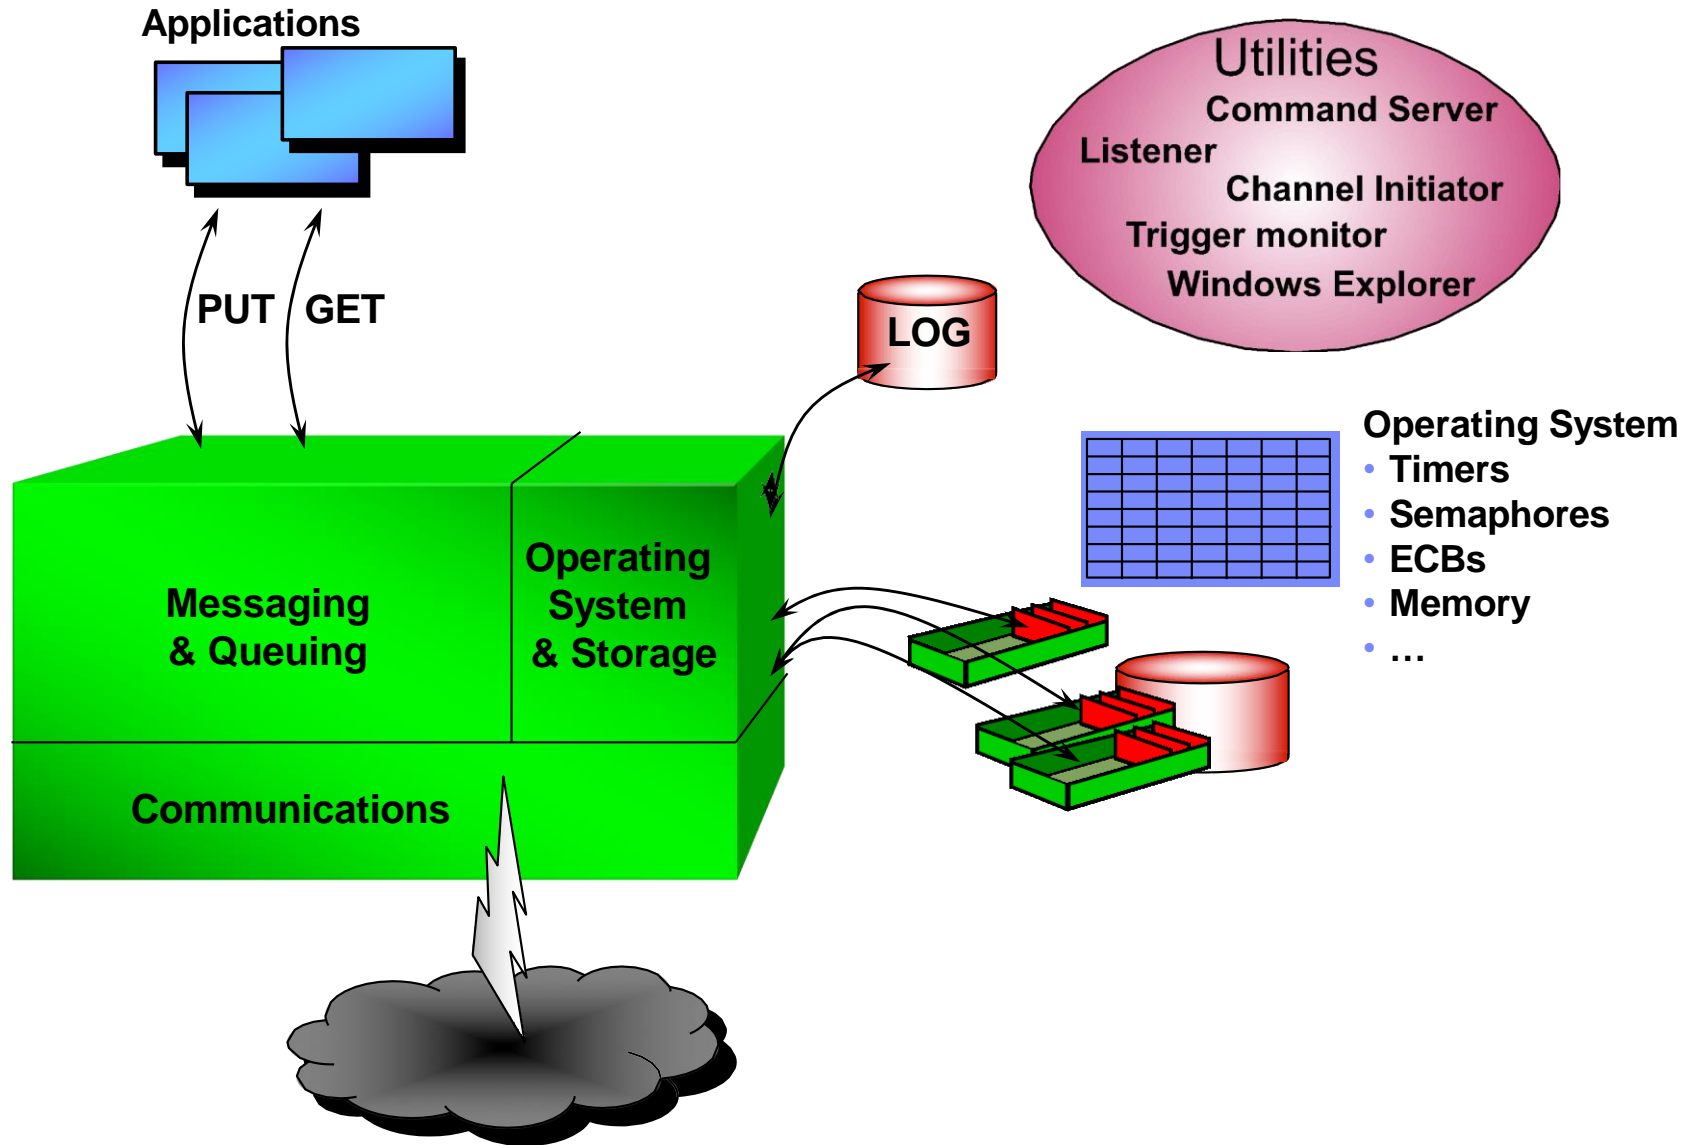 Applications
PUT GET
Utilities
Command Server
Listener
Channel Initiator
Trigger monitor
Windows Explorer
LOG
Operating System
• Timers
• Semaphores
• ECBs
• Memory
• …
Messaging
& Queuing
Operating
System
& Storage
Communications